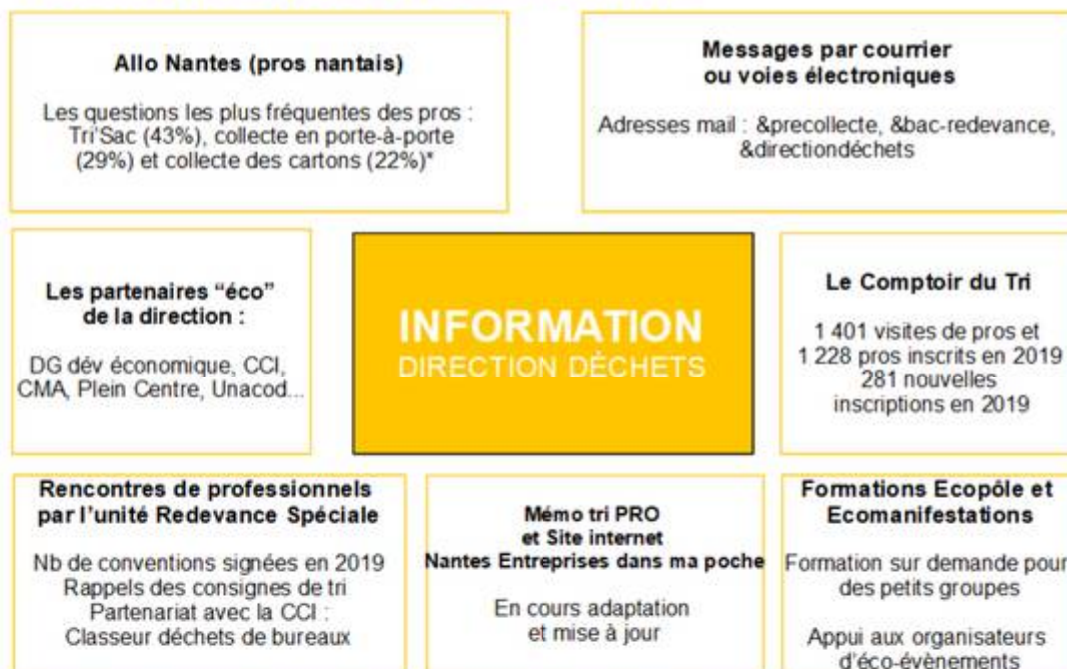 Allo Nantes (pros nantais)
Les questions les plus fréquentes des pros :
Tri'Sac (43%), collecte en porte-à-porte
(29%) et collecte des cartons (22%)*
Messages par courrier
ou voies électroniques
Adresses mail : &precollecte, &bac-redevance,
&directiondéchets
Les partenaires “éco”
de la direction :
DG dév économique, CCI,
CMA, Plein Centre, Unacod...
INFORMATION
DIRECTION DÈCHETS
Le Comptoir du Tri
1 401 visites de pros et
1 228 pros inscrits en 2019
281 nouvelles
inscriptions en 2019
Rencontres de professionnels
par l'unité Redevance Spéciale
Nb de conventions signées en 2019
Rappels des consignes de tri
Partenariat avec la CCI :
Classeur déchets de bureaux
Mémo tri PRO
et Site internet
Nantes Entreprises dans ma poche
En cours adaptation
et mise à jour
Formations Ecopôle et
Ecomanifestations
Formation sur demande pour
des petits groupes
Appui aux organisateurs
d'éco-évènements